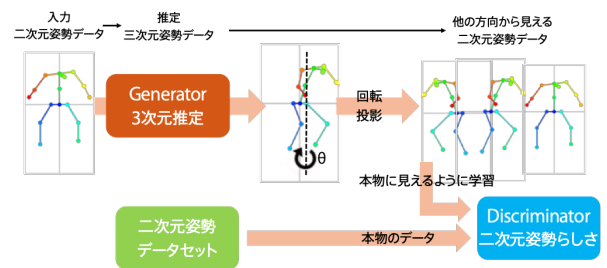 入力
二次元姿勢データ
推定
三次元姿勢データ
他の方向から見える
二次元姿勢データ
Generator
3次元推定
θ
回転
投影
本物に見えるように学習
二次元姿勢
データセット
本物のデータ
Discriminator
二次元姿勢らしさ